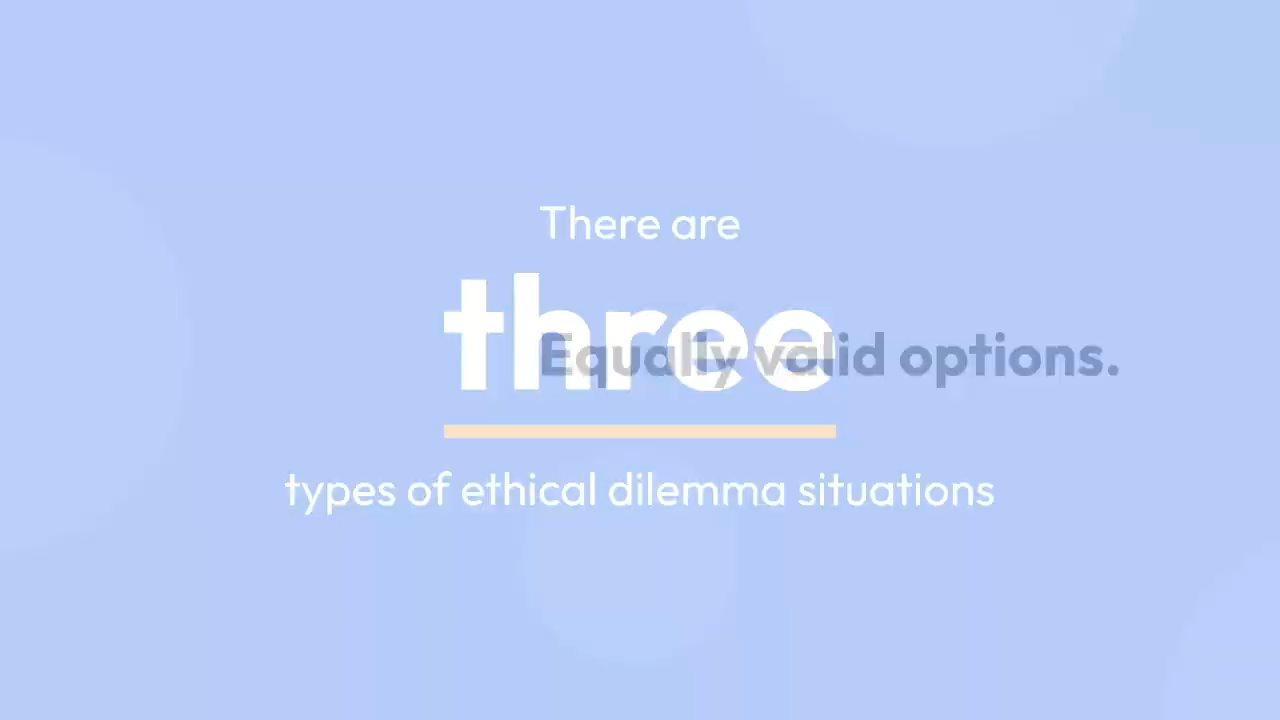 There are
three
Equally valid options.
types of ethical dilemma situations